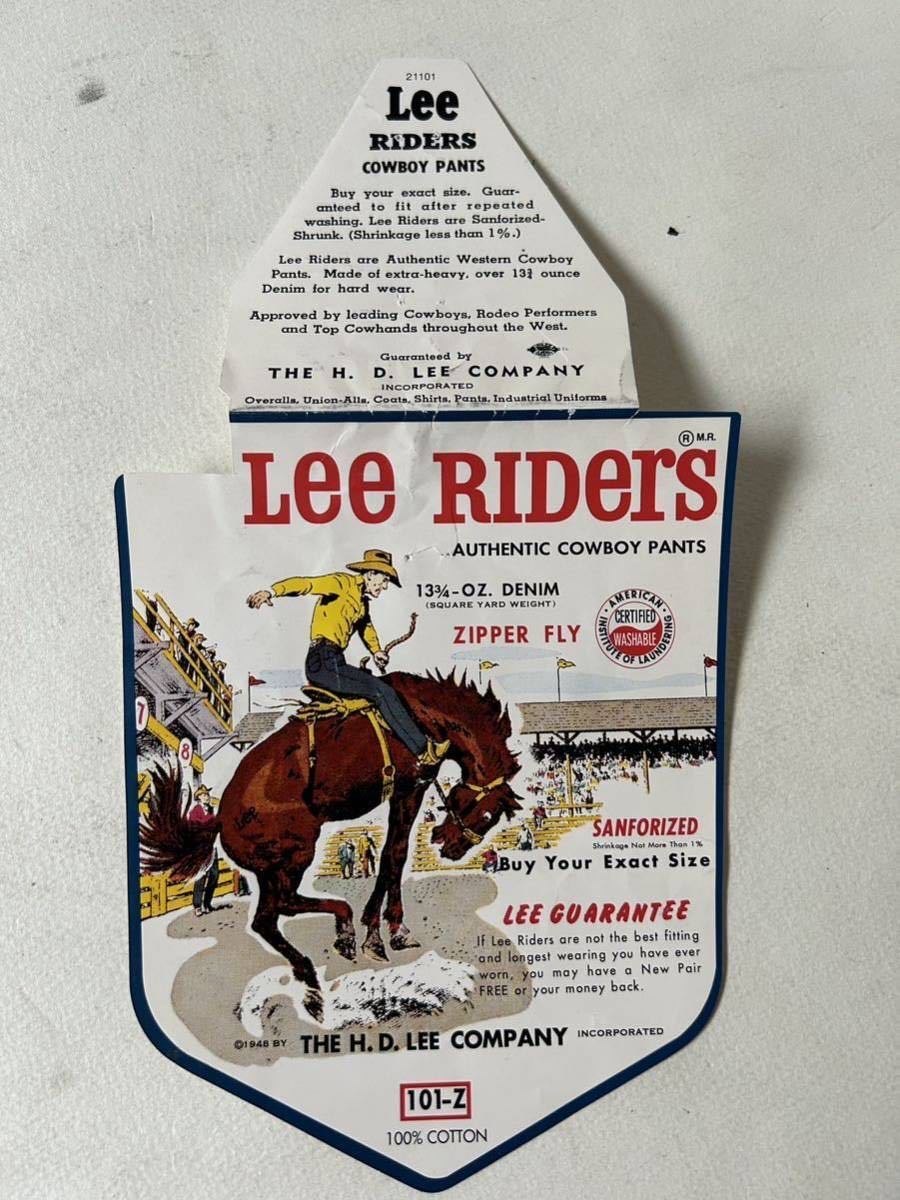 21101
Lee
RIDERS
COWBOY PANTS
Buy your exact size. Guar-
anteed to fit after repeated
washing. Lee Riders are Sanforized-
Shrunk. (Shrinkage less than 1%.)
Lee Riders are Authentic Western Cowboy
Pants. Made of extra-heavy, over 13¾ ounce
Denim for hard wear.
Approved by leading Cowboys, Rodeo Performers
and Top Cowhands throughout the West.
Guaranteed by
THE H. D. LEE COMPANY
INCORPORATED
Overalls, Union-Alls, Coats, Shirts, Pants, Industrial Uniforms
® M.R.
Lee RIDers
...AUTHENTIC COWBOY PANTS
13¾-OZ. DENIM
(SQUARE YARD WEIGHT)
ZIPPER FLY
AMERICAN
INSTITUTE OF LAUNDERING
CERTIFIED
WASHABLE
7
8
Lee
SANFORIZED
Shrinkage Not More Than 1%
Buy Your Exact Size
LEE GUARANTEE
If Lee Riders are not the best fitting
and longest wearing you have ever
worn, you may have a New Pair
FREE or your money back.
©1948 BY THE H. D. LEE COMPANY INCORPORATED
101-Z
100% COTTON